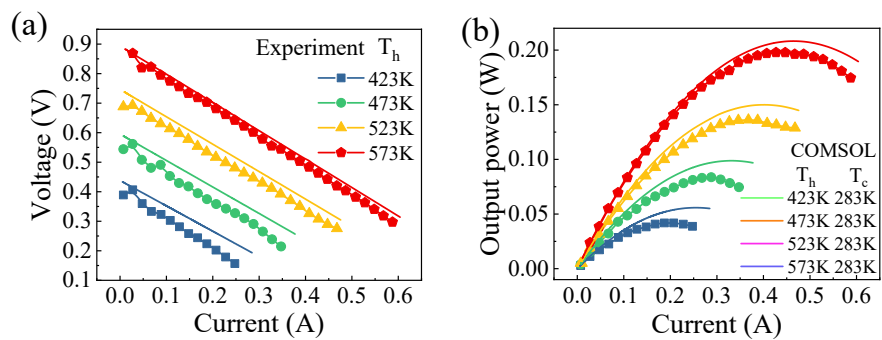 (a)
Experiment T_h
423K
473K
523K
573K
Voltage (V)
0.9
0.8
0.7
0.6
0.5
0.4
0.3
0.2
0.1
0.0 0.1 0.2 0.3 0.4 0.5 0.6
Current (A)
(b)
Output power (W)
0.20
0.15
0.10
0.05
0.00
COMSOL
T_h T_c
423K 283K
473K 283K
523K 283K
573K 283K
0.0 0.1 0.2 0.3 0.4 0.5 0.6
Current (A)